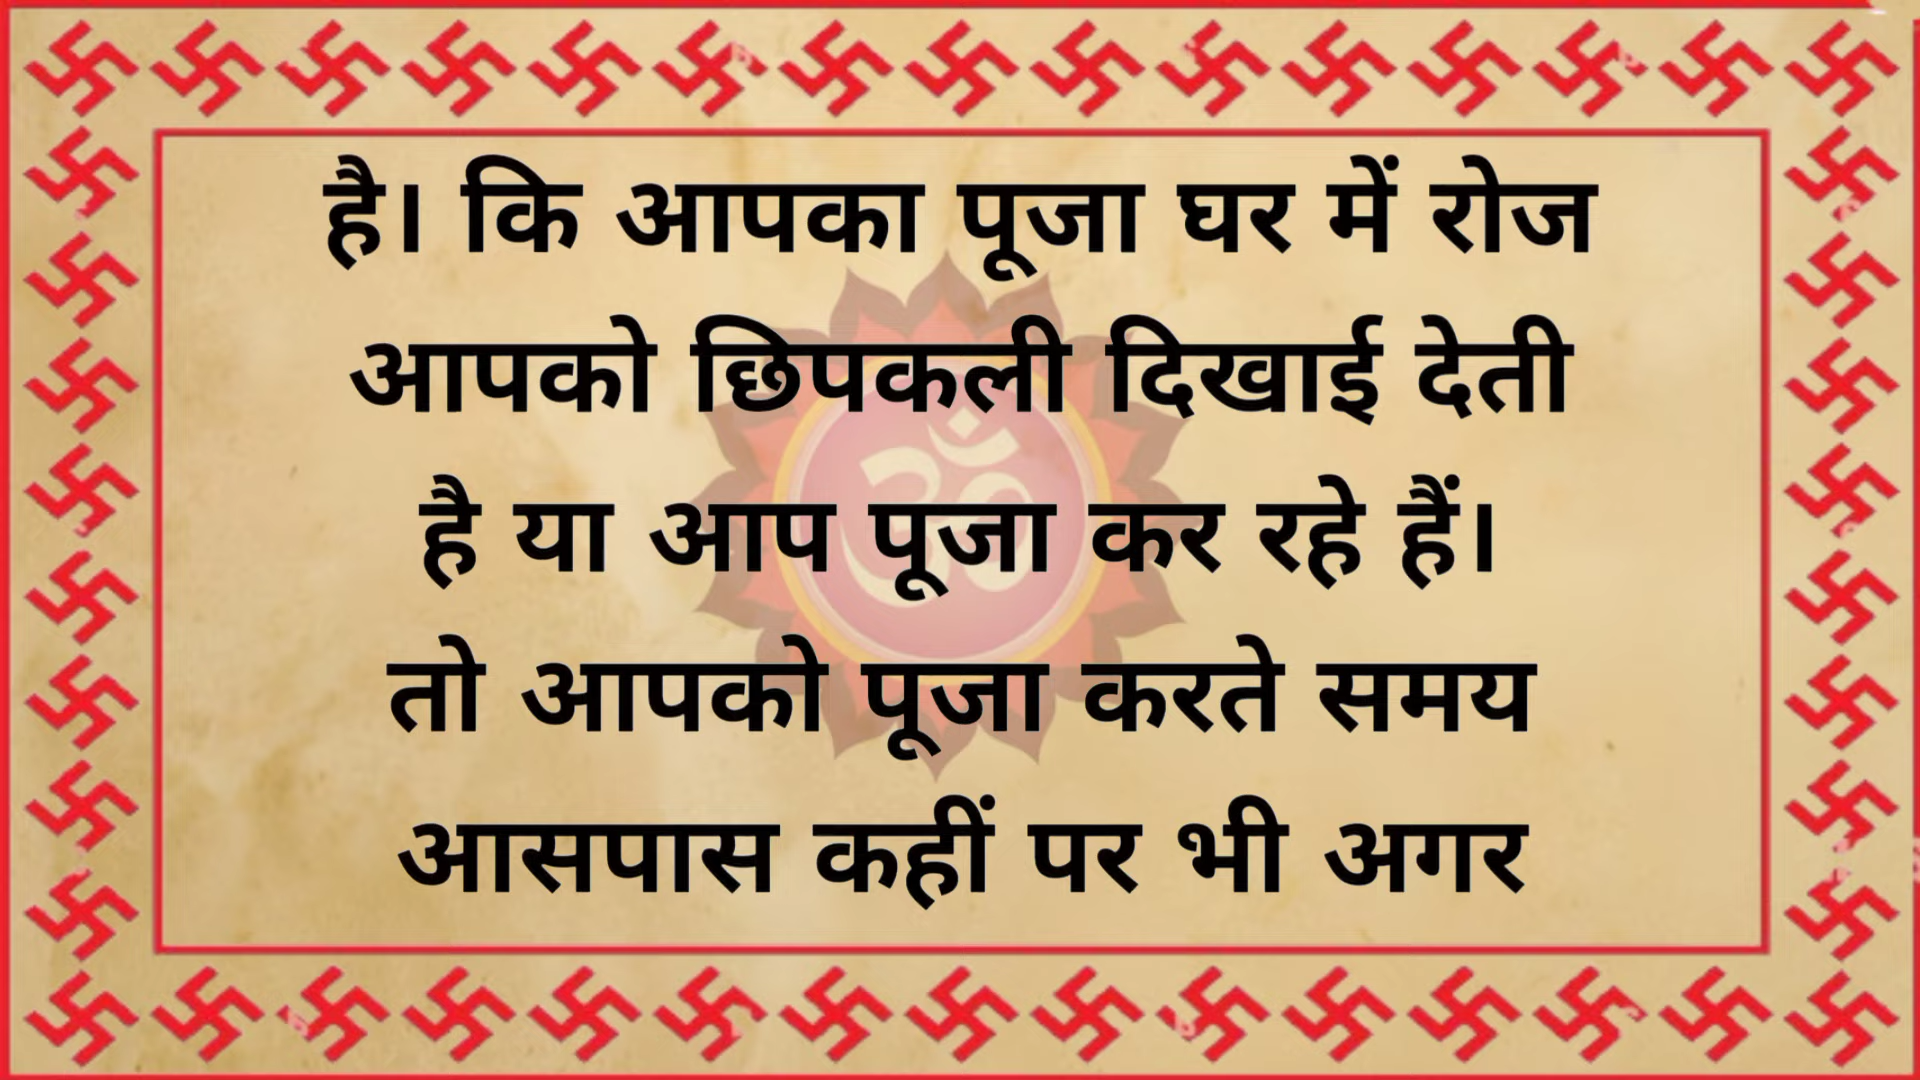 है। कि आपका पूजा घर में रोज
आपको छिपकली दिखाई देती
है या आप पूजा कर रहे हैं।
तो आपको पूजा करते समय
आसपास कहीं पर भी अगर
ॐ